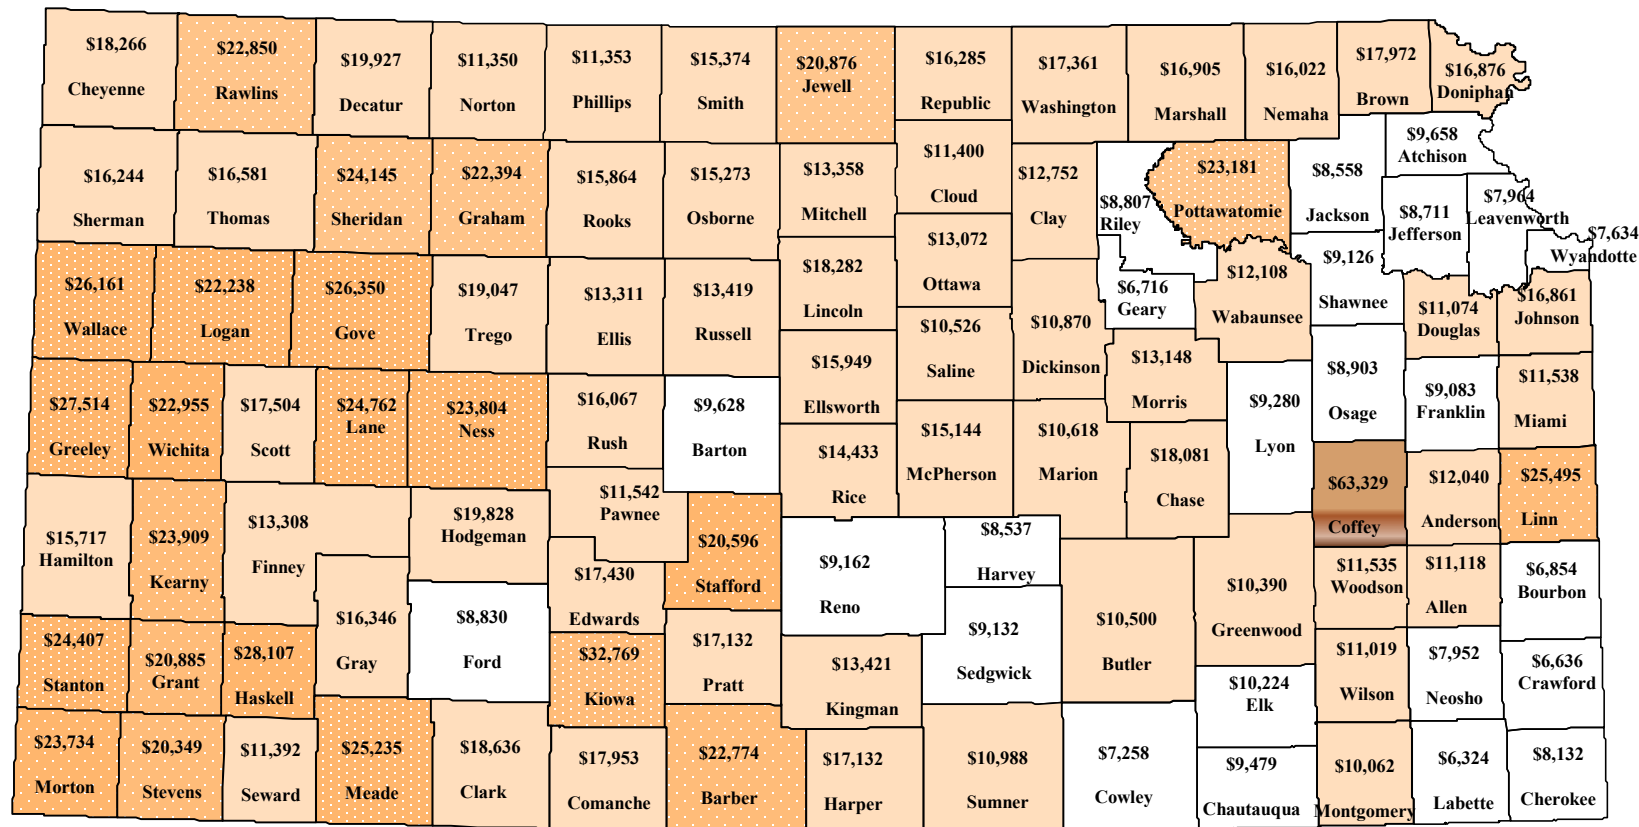 $18,266
Cheyenne
$22,850
Rawlins
$19,927
Decatur
$11,350
Norton
$11,353
Phillips
$15,374
Smith
$20,876
Jewell
$16,285
Republic
$17,361
Washington
$16,905
Marshall
$16,022
Nemaha
$17,972
Brown
$16,876
Doniphan
$16,244
Sherman
$16,581
Thomas
$24,145
Sheridan
$22,394
Graham
$15,864
Rooks
$15,273
Osborne
$13,358
Mitchell
$11,400
Cloud
$12,752
Clay
$8,807
Riley
$23,181
Pottawatomie
$8,558
Jackson
$9,658
Atchison
$8,711
Jefferson
$7,964
Leavenworth
$7,634
Wyandotte
$26,161
Wallace
$22,238
Logan
$26,350
Gove
$19,047
Trego
$13,311
Ellis
$13,419
Russell
$18,282
Lincoln
$13,072
Ottawa
$10,870
Dickinson
$6,716
Geary
$12,108
Wabaunsee
$9,126
Shawnee
$11,074
Douglas
$16,861
Johnson
$27,514
Greeley
$22,955
Wichita
$17,504
Scott
$24,762
Lane
$23,804
Ness
$16,067
Rush
$9,628
Barton
$15,949
Ellsworth
$10,526
Saline
$13,148
Morris
$9,280
Lyon
$8,903
Osage
$9,083
Franklin
$11,538
Miami
$14,433
Rice
$15,144
McPherson
$10,618
Marion
$18,081
Chase
$63,329
Coffey
$12,040
Anderson
$25,495
Linn
$15,717
Hamilton
$23,909
Kearny
$13,308
Finney
$19,828
Hodgeman
$11,542
Pawnee
$20,596
Stafford
$9,162
Reno
$8,537
Harvey
$10,500
Butler
$10,390
Greenwood
$11,535
Woodson
$11,118
Allen
$6,854
Bourbon
$24,407
Stanton
$20,885
Grant
$28,107
Haskell
$16,346
Gray
$8,830
Ford
$17,430
Edwards
$32,769
Kiowa
$17,132
Pratt
$13,421
Kingman
$9,132
Sedgwick
$10,224
Elk
$11,019
Wilson
$7,952
Neosho
$6,636
Crawford
$23,734
Morton
$20,349
Stevens
$11,392
Seward
$25,235
Meade
$18,636
Clark
$17,953
Comanche
$22,774
Barber
$17,132
Harper
$10,988
Sumner
$7,258
Cowley
$9,479
Chautauqua
$10,062
Montgomery
$6,324
Labette
$8,132
Cherokee